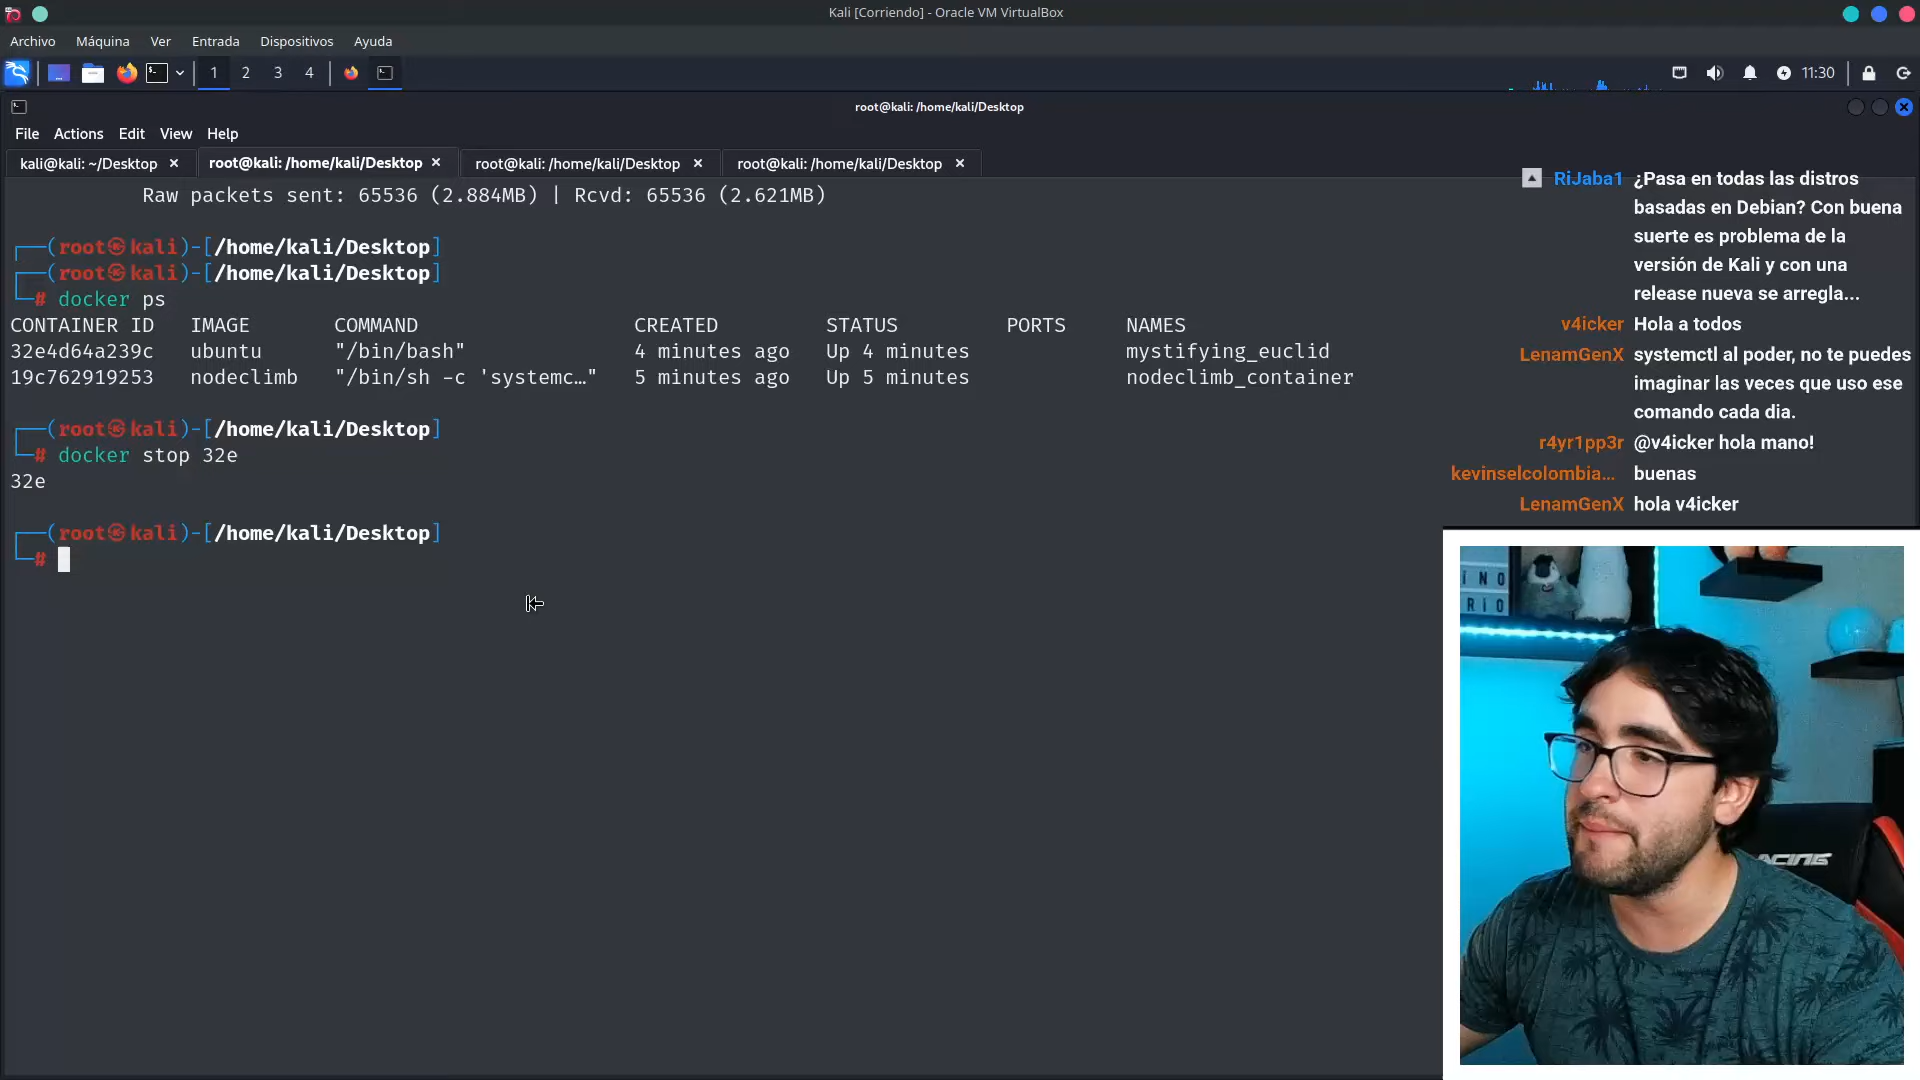 Kali [Corriendo] - Oracle VM VirtualBox
Archivo Máquina Ver Entrada Dispositivos Ayuda
1 2 3 4 11:30
root@kali: /home/kali/Desktop
File Actions Edit View Help
kali@kali: ~/Desktop root@kali: /home/kali/Desktop root@kali: /home/kali/Desktop root@kali: /home/kali/Desktop
Raw packets sent: 65536 (2.884MB) | Rcvd: 65536 (2.621MB)
┌──(root㉿kali)-[/home/kali/Desktop]
┌──(root㉿kali)-[/home/kali/Desktop]
└─# docker ps
CONTAINER ID IMAGE COMMAND CREATED STATUS PORTS NAMES
32e4d64a239c ubuntu "/bin/bash" 4 minutes ago Up 4 minutes mystifying_euclid
19c762919253 nodeclimb "/bin/sh -c 'systemc…" 5 minutes ago Up 5 minutes nodeclimb_container
┌──(root㉿kali)-[/home/kali/Desktop]
└─# docker stop 32e
32e
┌──(root㉿kali)-[/home/kali/Desktop]
└─#
RiJaba1 ¿Pasa en todas las distros
basadas en Debian? Con buena
suerte es problema de la
versión de Kali y con una
release nueva se arregla...
v4icker Hola a todos
LenamGenX systemctl al poder, no te puedes
imaginar las veces que uso ese
comando cada dia.
r4yr1pp3r @v4icker hola mano!
kevinselcolombia... buenas
LenamGenX hola v4icker
INO
RIO
ACING